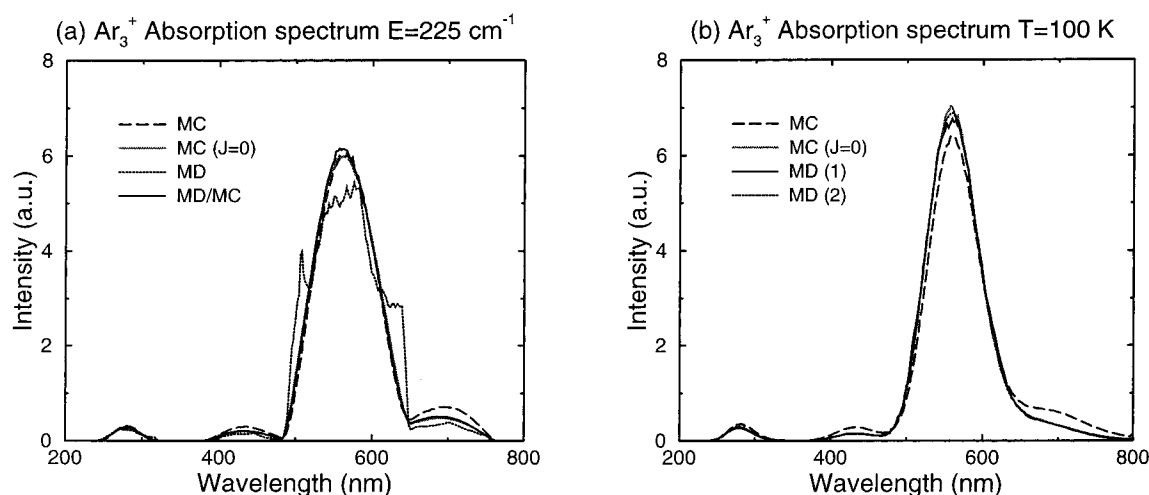 (a) Ar₃⁺ Absorption spectrum E=225 cm⁻¹
8
6
4
2
0
Intensity (a.u.)
MC
MC (J=0)
MD
MD/MC
200
400
600
800
Wavelength (nm)
(b) Ar₃⁺ Absorption spectrum T=100 K
8
6
4
2
0
Intensity (a.u.)
MC
MC (J=0)
MD (1)
MD (2)
200
400
600
800
Wavelength (nm)